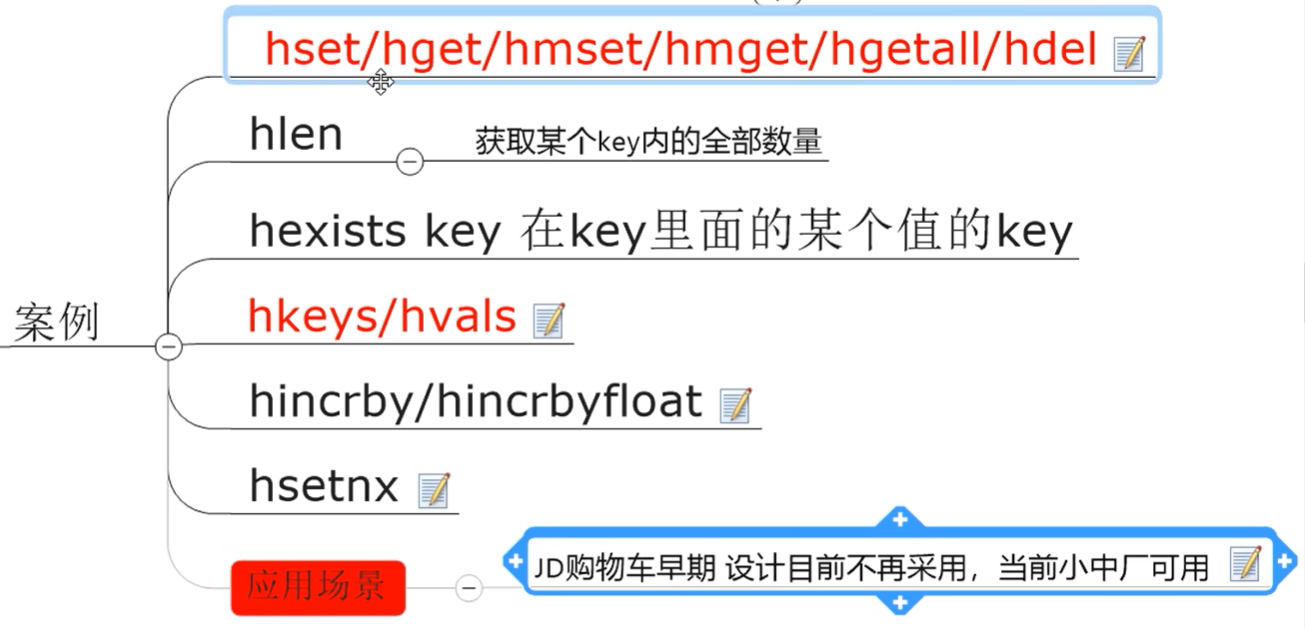 hset/hget/hmset/hmget/hgetall/hdel
hlen
获取某个key内的全部数量
hexists key 在key里面的某个值的key
案例
hkeys/hvals
hincrby/hincrbyfloat
hsetnx
应用场景
JD购物车早期 设计目前不再采用，当前小中厂可用